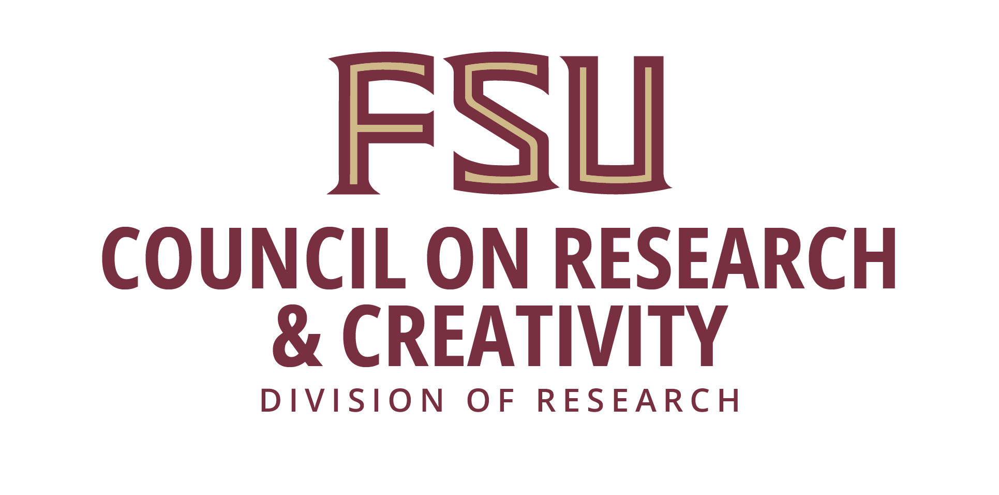 FSU
COUNCIL ON RESEARCH
& CREATIVITY
DIVISION OF RESEARCH